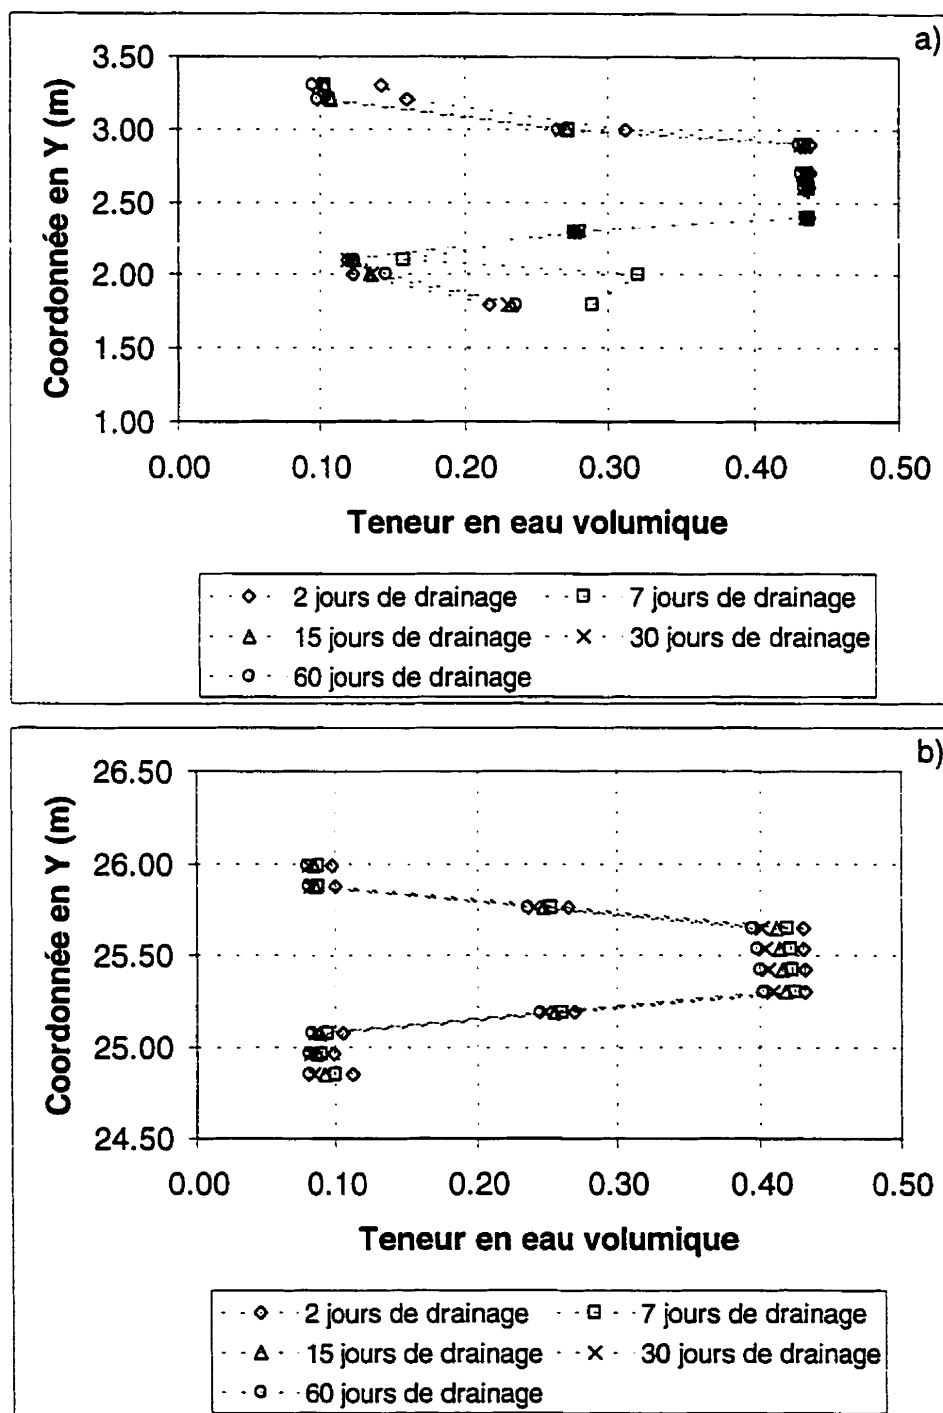 a)
3.50
3.00
2.50
2.00
1.50
1.00
Coordonnée en Y (m)
0.00 0.10 0.20 0.30 0.40 0.50
Teneur en eau volumique
2 jours de drainage 7 jours de drainage
15 jours de drainage 30 jours de drainage
60 jours de drainage
b)
26.50
26.00
25.50
25.00
24.50
Coordonnée en Y (m)
0.00 0.10 0.20 0.30 0.40 0.50
Teneur en eau volumique
2 jours de drainage 7 jours de drainage
15 jours de drainage 30 jours de drainage
60 jours de drainage